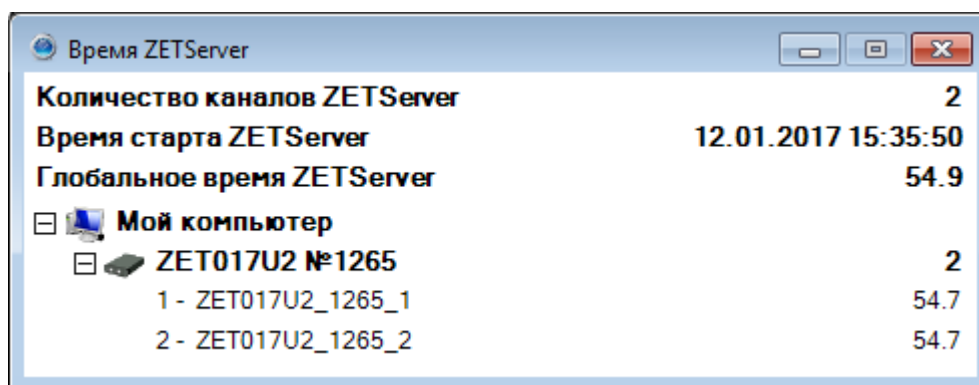 Время ZETServer
Количество каналов ZETServer 2
Время старта ZETServer 12.01.2017 15:35:50
Глобальное время ZETServer 54.9
Мой компьютер
ZET017U2 №1265 2
1 - ZET017U2_1265_1 54.7
2 - ZET017U2_1265_2 54.7